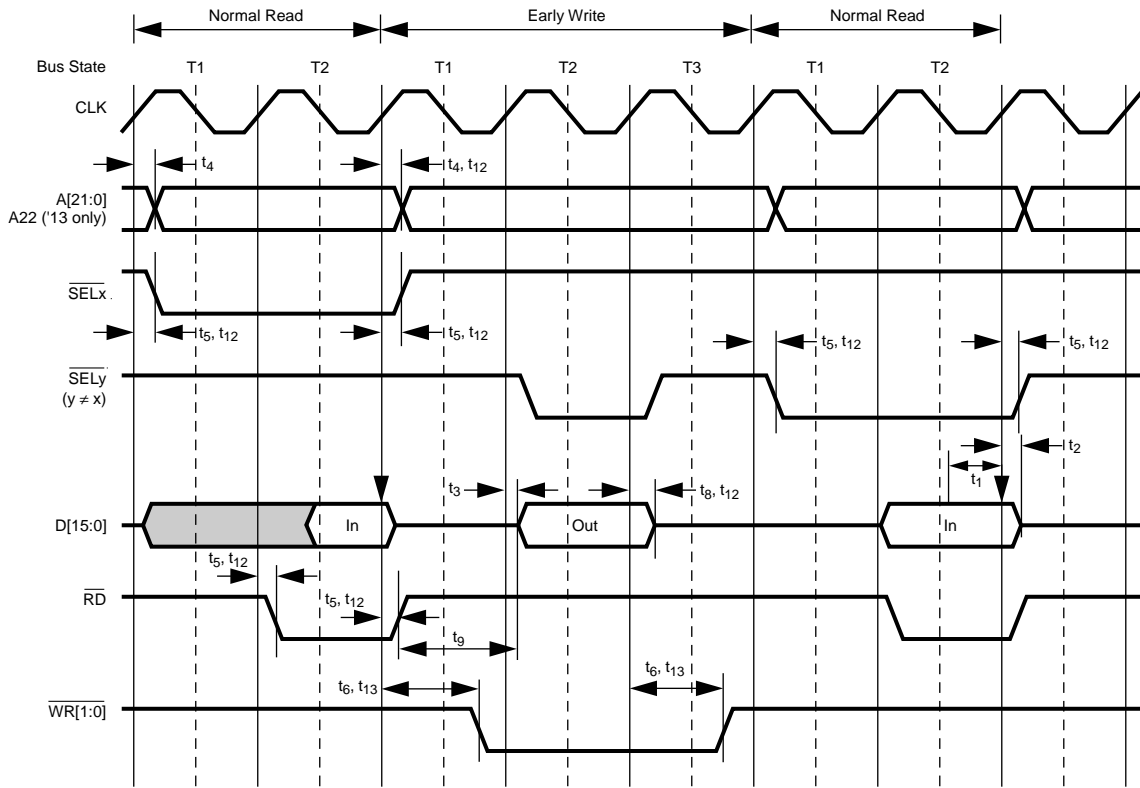 Normal Read Early Write Normal Read
Bus State T1 T2 T1 T2 T3 T1 T2
CLK
t4 t4, t12
A[21:0]
A22 ('13 only)
SELx
t5, t12 t5, t12 t5, t12 t5, t12
SELy
(y ≠ x)
t2
t1
t3 t8, t12
D[15:0] In Out In
t5, t12
t5, t12
RD
t9
t6, t13 t6, t13
WR[1:0]